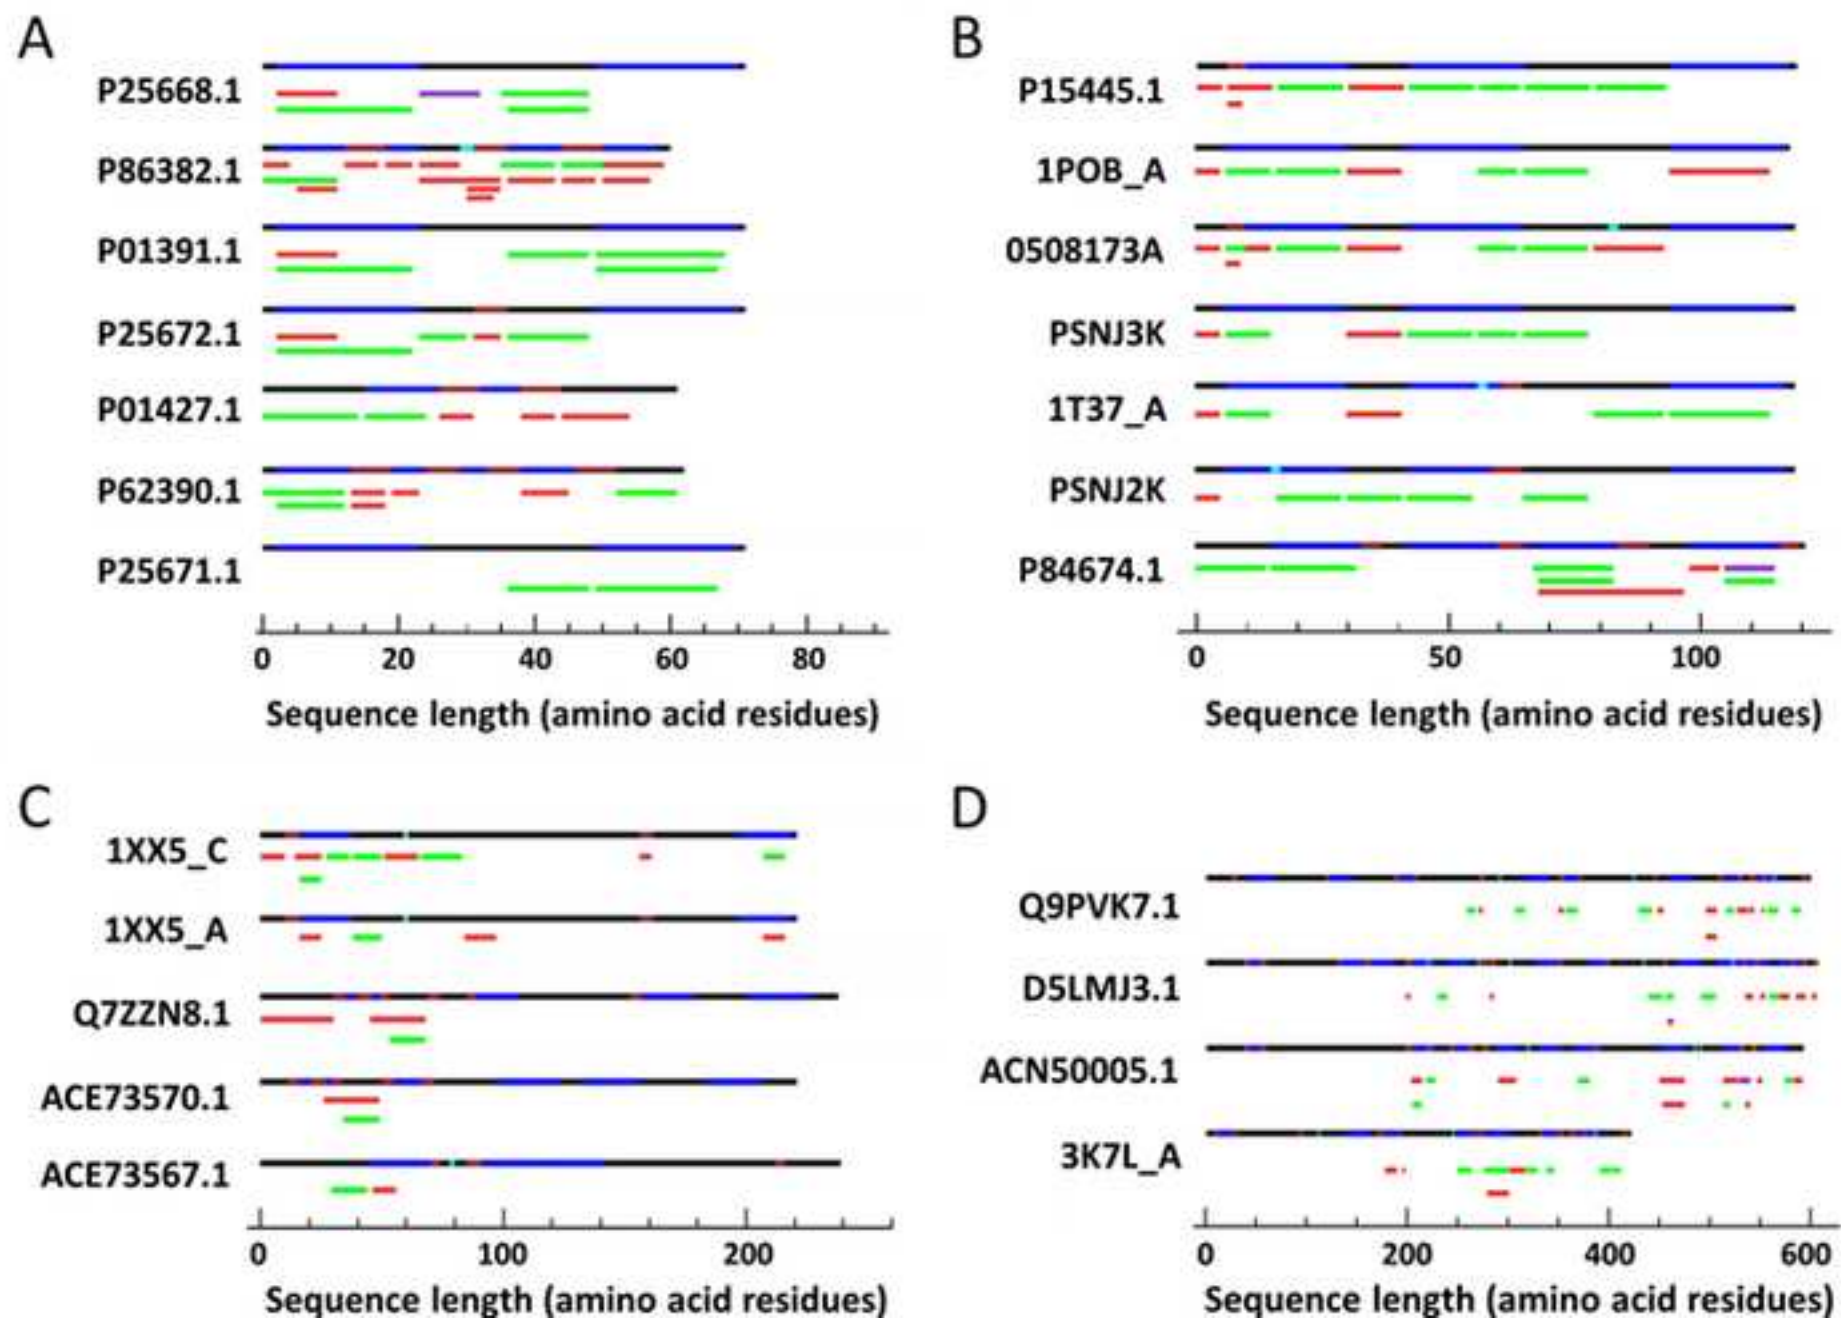 A
P25668.1
P86382.1
P01391.1
P25672.1
P01427.1
P62390.1
P25671.1
0 20 40 60 80
Sequence length (amino acid residues)
B
P15445.1
1POB_A
0508173A
PSNJ3K
1T37_A
PSNJ2K
P84674.1
0 50 100
Sequence length (amino acid residues)
C
1XX5_C
1XX5_A
Q7ZZN8.1
ACE73570.1
ACE73567.1
0 100 200
Sequence length (amino acid residues)
D
Q9PVK7.1
D5LMJ3.1
ACN50005.1
3K7L_A
0 200 400 600
Sequence length (amino acid residues)